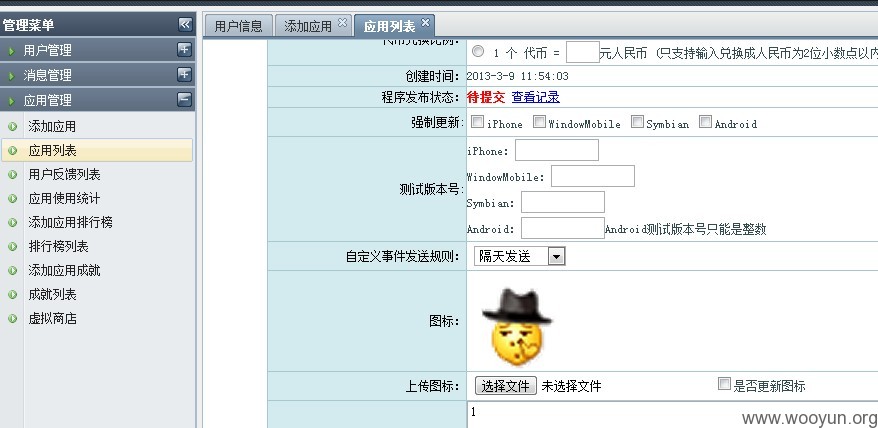 管理菜单
用户管理
消息管理
应用管理
添加应用
应用列表
用户反馈列表
应用使用统计
添加应用排行榜
排行榜列表
添加应用成就
成就列表
虚拟商店
用户信息 添加应用 应用列表
代币兑换比例： 1 个 代币 = 元人民币 (只支持输入兑换成人民币为2位小数点以内
创建时间： 2013-3-9 11:54:03
程序发布状态： 待提交 查看记录
强制更新: iPhone WindowMobile Symbian Android
测试版本号:
iPhone:
WindowMobile:
Symbian:
Android: Android测试版本号只能是整数
自定义事件发送规则： 隔天发送
图标：
上传图标： 选择文件 未选择文件 是否更新图标
1
www.wooyun.org